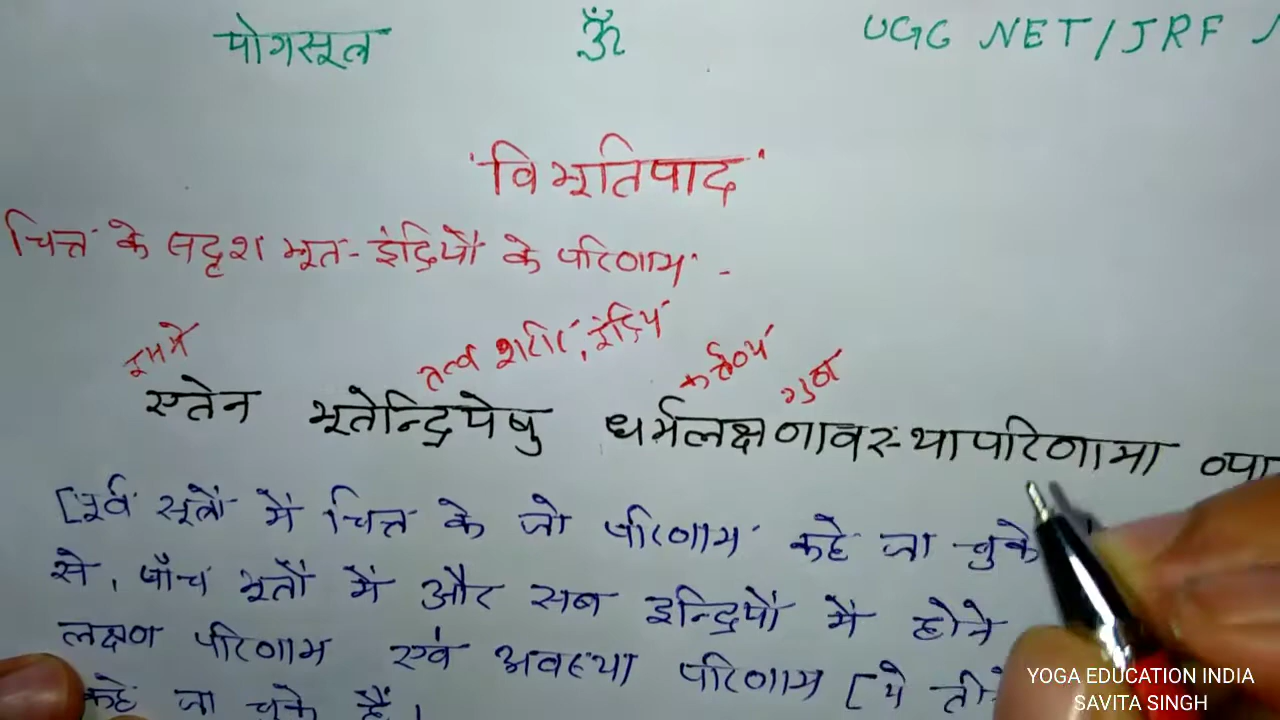 योगसूत्र ॐ UGC NET/JRF
'विभूतिपाद'
चित्त के सदृश भूत-इंद्रियों के परिणाम -
इसमें तत्व शरीर, इंद्रिय कर्त्तव्य
एतेन भूतेन्द्रियेषु धर्मलक्षणावस्थापरिणामा व्या
[पूर्व सूत्रों में चित्त के जो परिणाम कहे जा चुके
से, पाँच भूतों में और सब इन्द्रियों में होने
लक्षण परिणाम एवं अवस्था परिणाम [ये
कहे जा चुके हैं।
YOGA EDUCATION INDIA
SAVITA SINGH